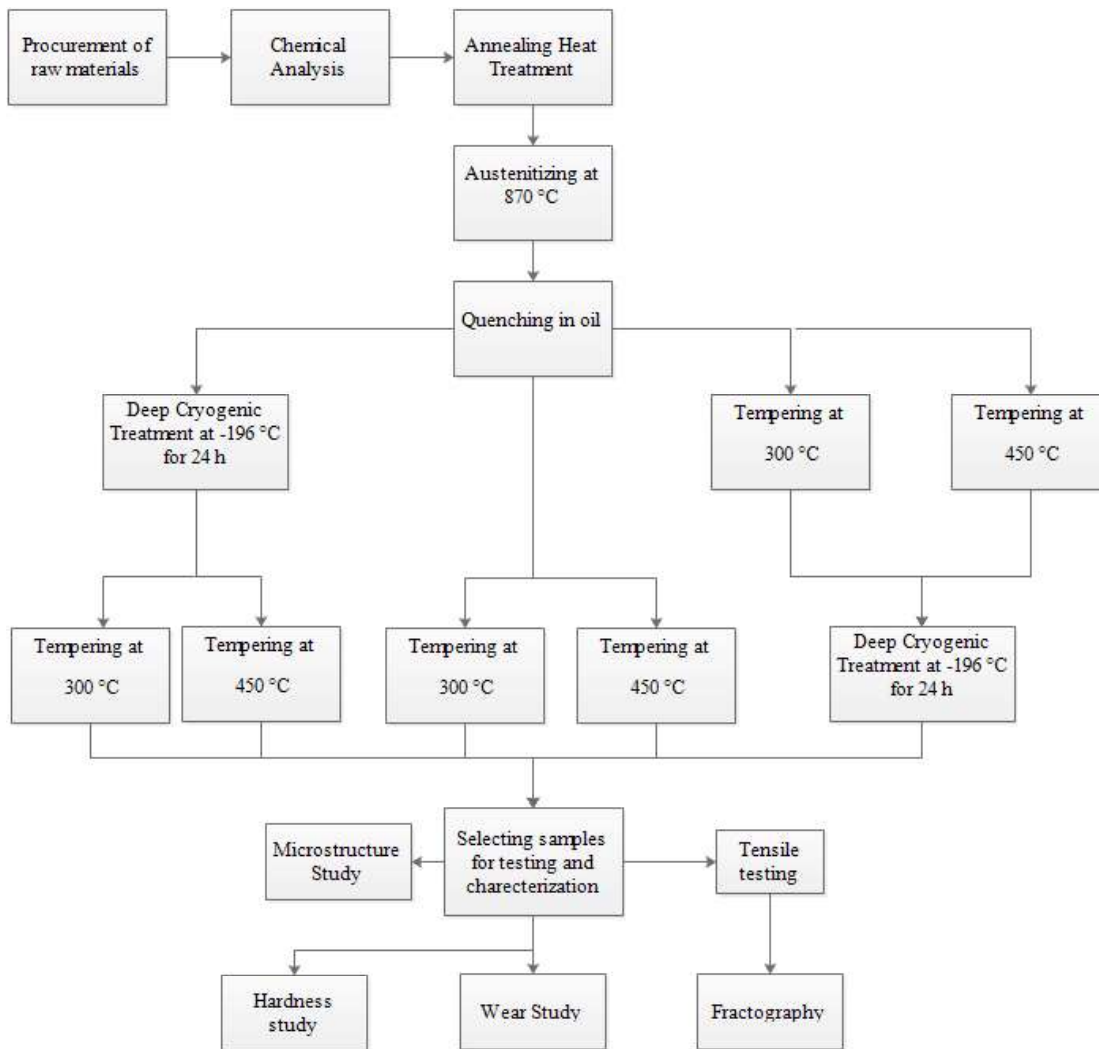 Procurement of
raw materials
Chemical
Analysis
Annealing Heat
Treatment
Austenitizing at
870 °C
Quenching in oil
Deep Cryogenic
Treatment at -196 °C
for 24 h
Tempering at
300 °C
Tempering at
450 °C
Tempering at
300 °C
Tempering at
450 °C
Tempering at
300 °C
Tempering at
450 °C
Deep Cryogenic
Treatment at -196 °C
for 24 h
Microstructure
Study
Selecting samples
for testing and
charecterization
Tensile
testing
Hardness
study
Wear Study
Fractography